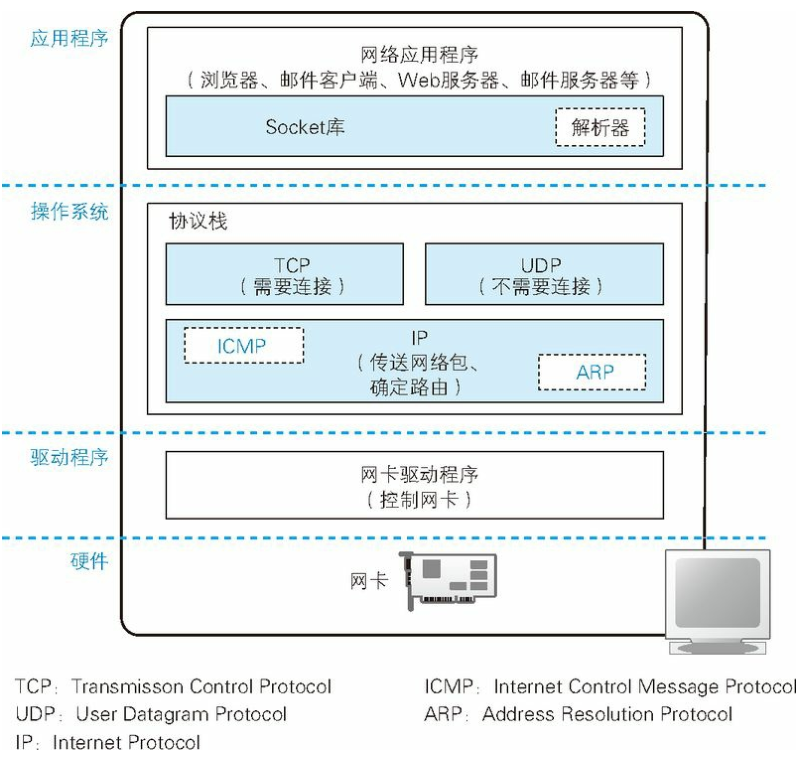 应用程序
网络应用程序
（浏览器、邮件客户端、Web服务器、邮件服务器等）
Socket库
解析器
操作系统
协议栈
TCP
（需要连接）
UDP
（不需要连接）
ICMP
IP
（传送网络包、
确定路由）
ARP
驱动程序
网卡驱动程序
（控制网卡）
硬件
网卡
TCP：Transmisson Control Protocol
ICMP：Internet Control Message Protocol
UDP：User Datagram Protocol
ARP：Address Resolution Protocol
IP：Internet Protocol